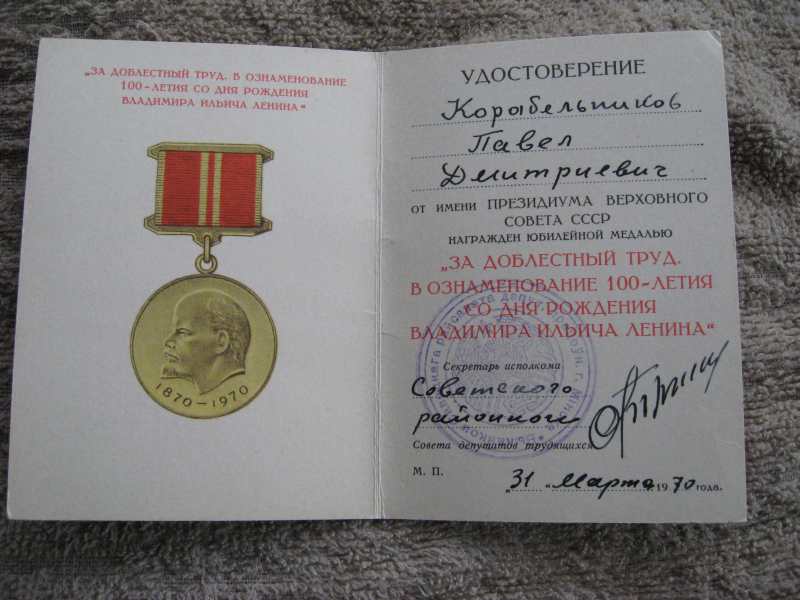 „ЗА ДОБЛЕСТНЫЙ ТРУД. В ОЗНАМЕНОВАНИЕ
100-ЛЕТИЯ СО ДНЯ РОЖДЕНИЯ
ВЛАДИМИРА ИЛЬИЧА ЛЕНИНА“
1870-1970
УДОСТОВЕРЕНИЕ
Корабельников
Павел
Дмитриевич
ОТ ИМЕНИ ПРЕЗИДИУМА ВЕРХОВНОГО
СОВЕТА СССР
НАГРАЖДЕН ЮБИЛЕЙНОЙ МЕДАЛЬЮ
„ЗА ДОБЛЕСТНЫЙ ТРУД.
В ОЗНАМЕНОВАНИЕ 100-ЛЕТИЯ
СО ДНЯ РОЖДЕНИЯ
ВЛАДИМИРА ИЛЬИЧА ЛЕНИНА“
Секретарь исполкома
Советского
районного
Совета депутатов трудящихся
М. П.
„31 „ Марта 1970 года.